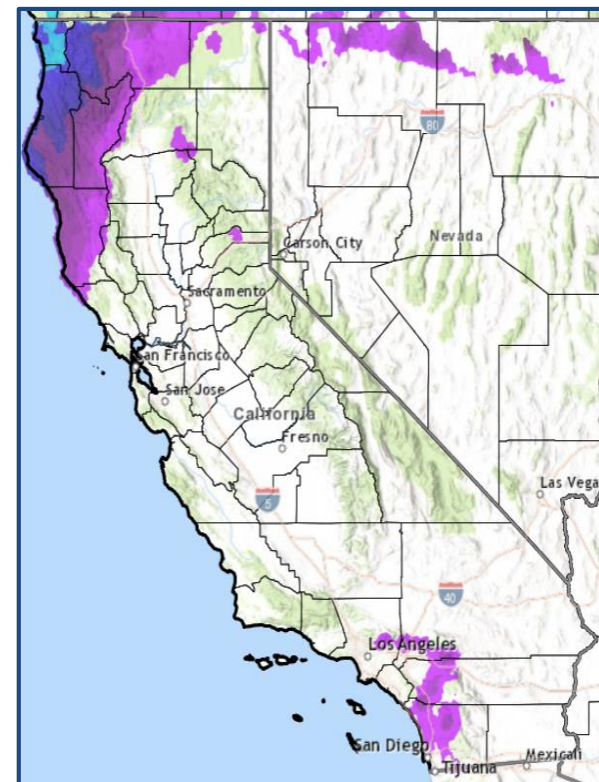 80
Carson City
Nevada
Sacramento
San Francisco
San Jose
California
Fresno
5
Las Vega
40
Los Angeles
San Diego
Tijuana
Mexicali